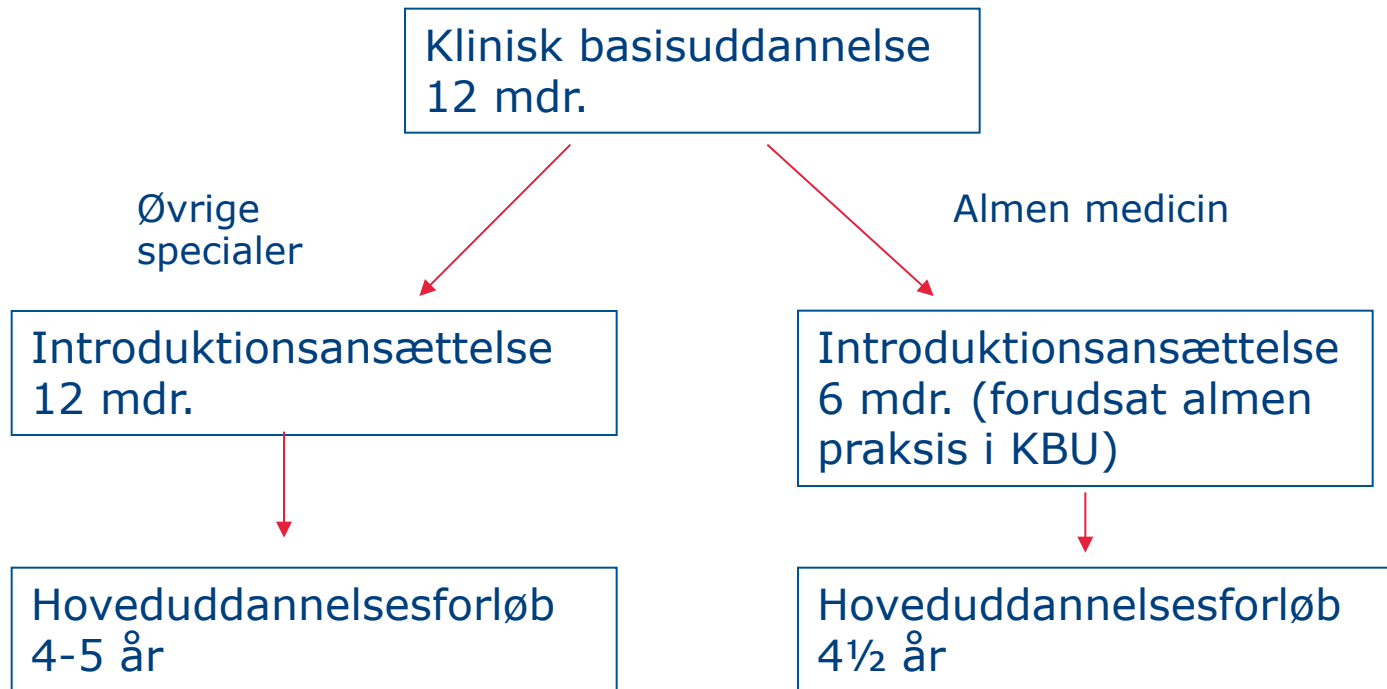 Klinisk basisuddannelse
12 mdr.
Øvrige
specialer
Almen medicin
Introduktionsansættelse
12 mdr.
Introduktionsansættelse
6 mdr. (forudsat almen
praksis i KBU)
Hoveduddannelsesforløb
4-5 år
Hoveduddannelsesforløb
4½ år